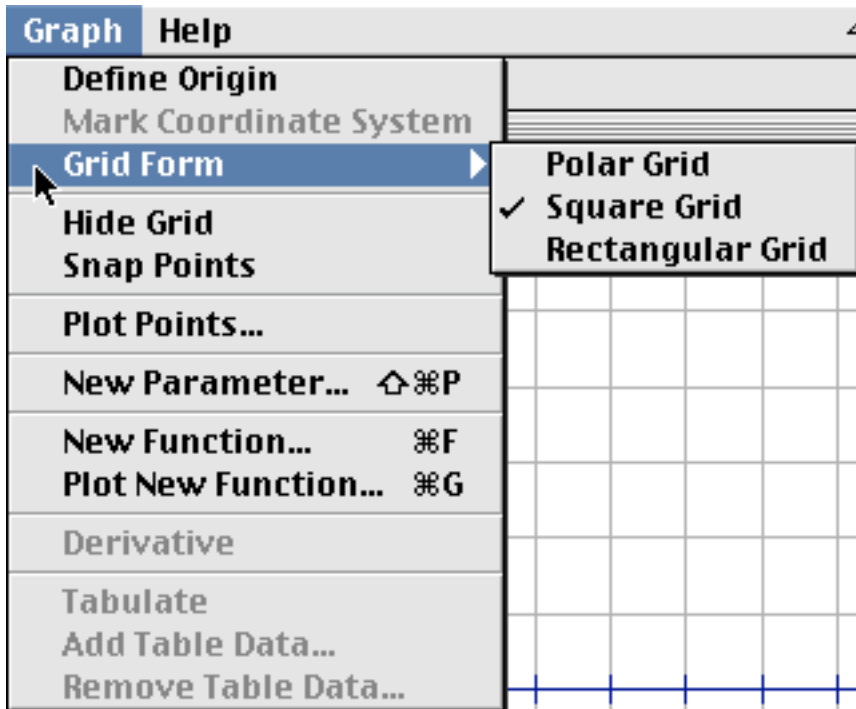 Graph Help
Define Origin
Mark Coordinate System
Grid Form
Polar Grid
✓ Square Grid
Rectangular Grid
Hide Grid
Snap Points
Plot Points...
New Parameter... ⇧⌘P
New Function... ⌘F
Plot New Function... ⌘G
Derivative
Tabulate
Add Table Data...
Remove Table Data...